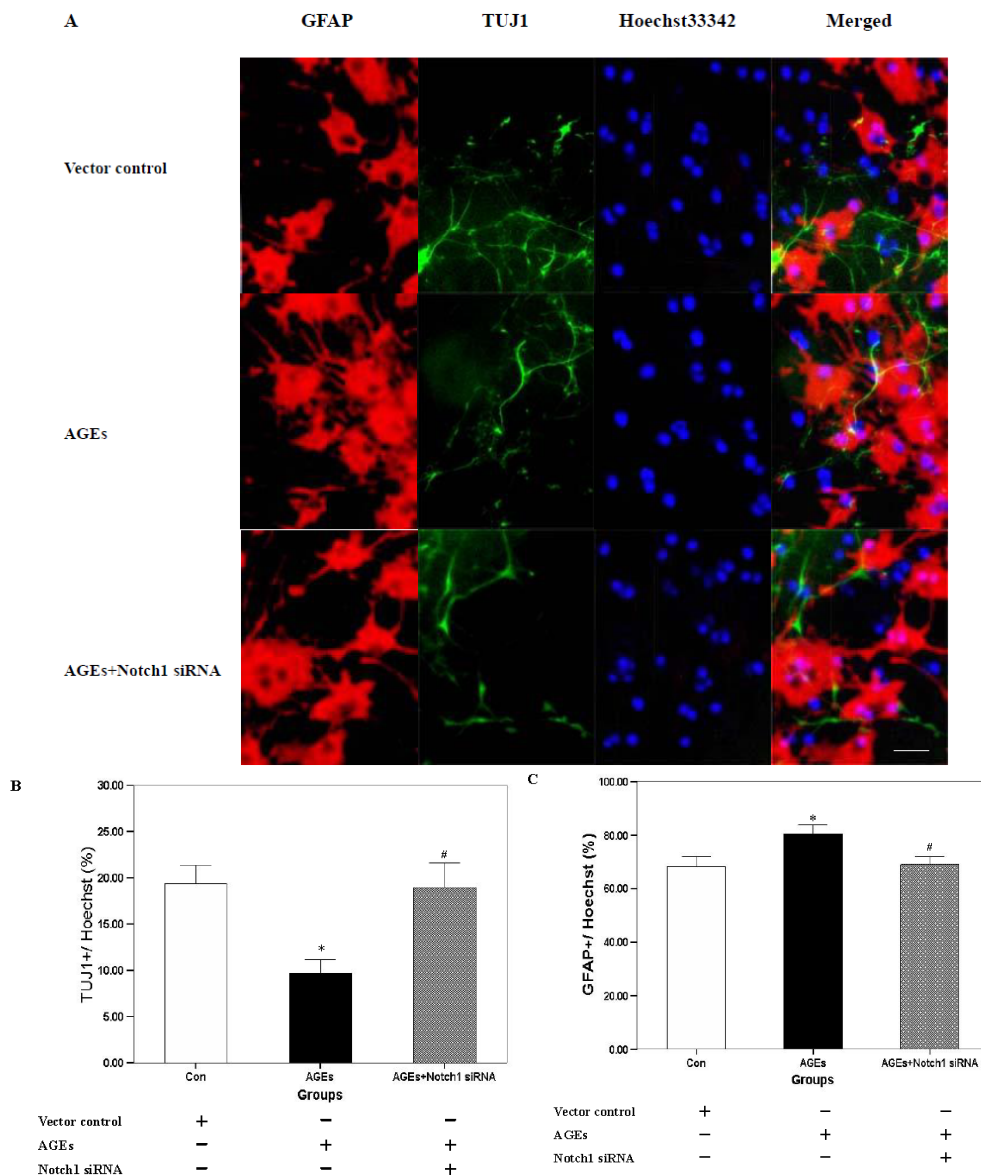 A GFAP TUJ1 Hoechst33342 Merged
Vector control
AGEs
AGEs+Notch1 siRNA
B
TUJ1+/ Hoechst (%)
30.00
25.00
20.00
15.00
10.00
5.00
0.00
*
#
Con AGEs AGEs+Notch1 siRNA
Groups
Vector control + – –
AGEs – + +
Notch1 siRNA – – +
C
GFAP+/ Hoechst (%)
100.00
80.00
60.00
40.00
20.00
0.00
*
#
Con AGEs AGEs+Notch1 siRNA
Groups
Vector control + – –
AGEs – + +
Notch1 siRNA – – +